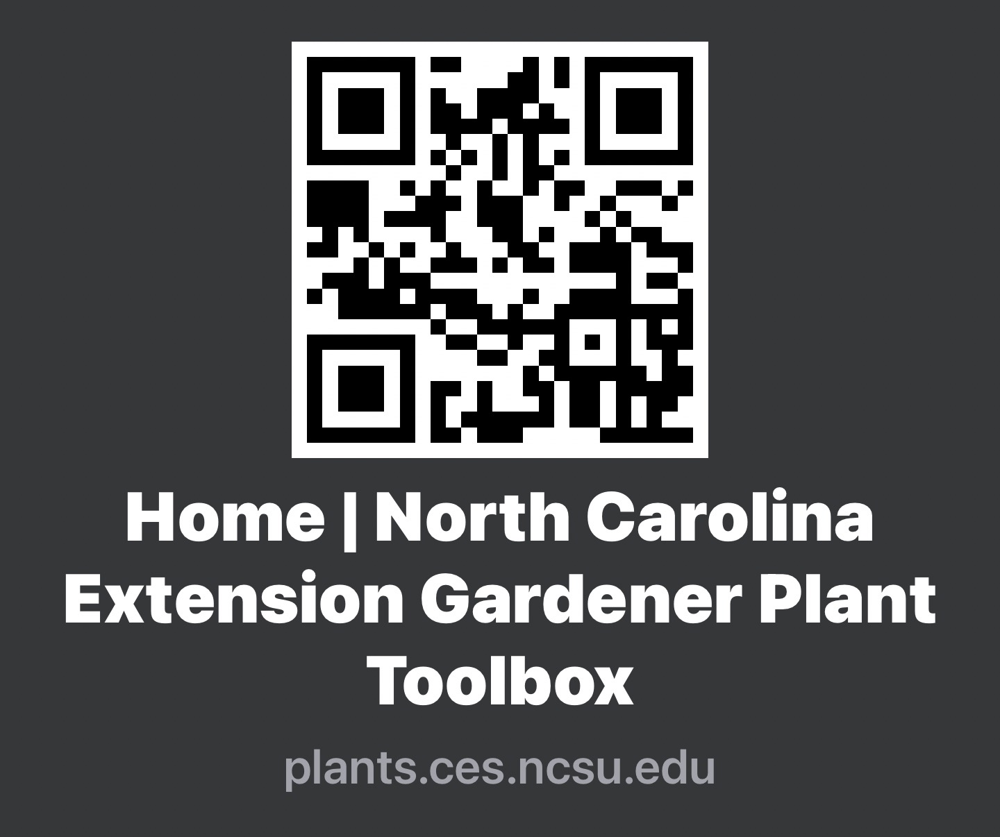 Home | North Carolina
Extension Gardener Plant
Toolbox
plants.ces.ncsu.edu